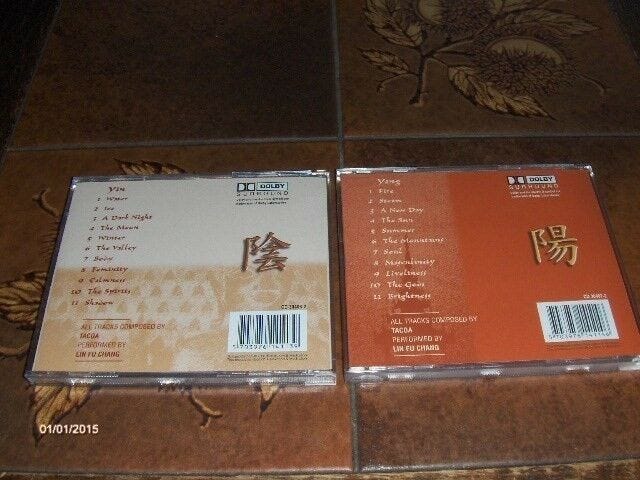 Yin
1 Water
2 Ice
3 A Dark Night
4 The Moon
5 Winter
6 The Valley
7 Body
8 Feminity
9 Calmness
10 The Spirits
11 Shadow
DOLBY
SURROUND
陰
ALL TRACKS COMPOSED BY
TACOA
PERFORMED BY
LIN FU CHANG
Yang
1 Fire
2 Steam
3 A New Day
4 The Sun
5 Summer
6 The Mountains
7 Soul
8 Masculinity
9 Liveliness
10 The Gods
11 Brightness
DOLBY
SURROUND
陽
ALL TRACKS COMPOSED BY
TACOA
PERFORMED BY
LIN FU CHANG
01/01/2015